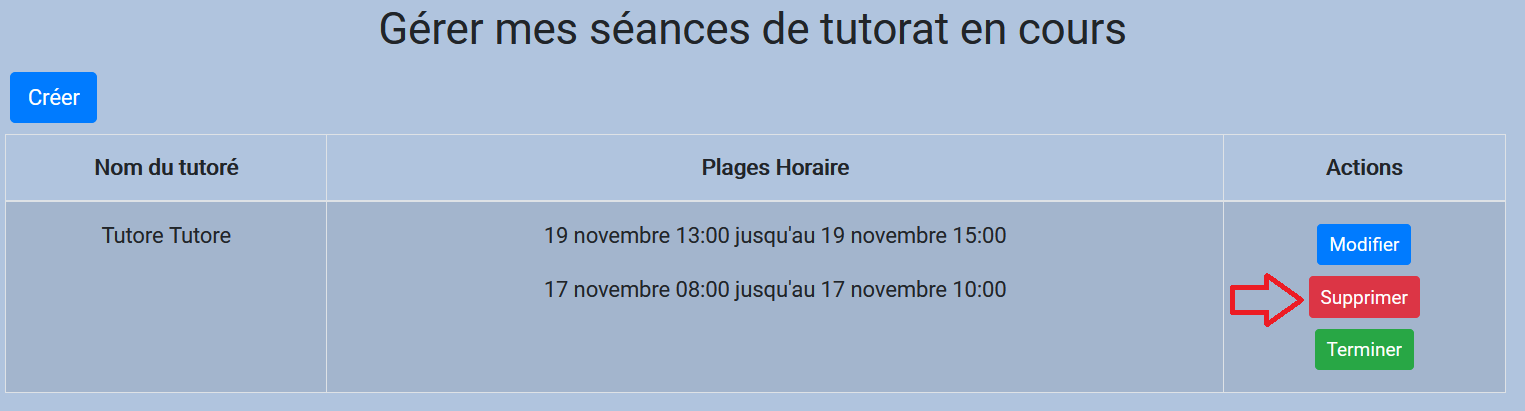 Gérer mes séances de tutorat en cours
Créer
Nom du tutoré
Plages Horaire
Actions
Tutore Tutore
19 novembre 13:00 jusqu'au 19 novembre 15:00
17 novembre 08:00 jusqu'au 17 novembre 10:00
Modifier
Supprimer
Terminer